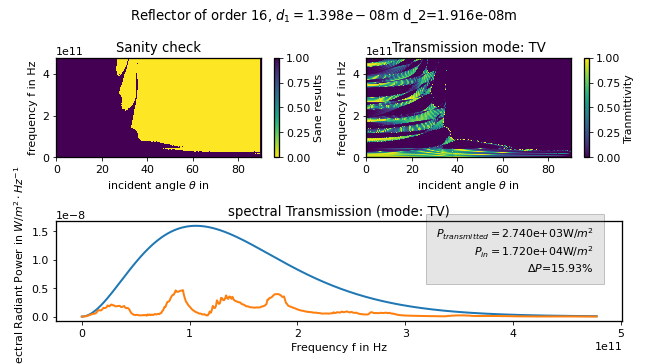 Reflector of order 16, d₁ = 1.398e − 08m d_2=1.916e-08m
Sanity check
frequency f in Hz
1e11
4
2
0
0 20 40 60 80
incident angle θ in
1.00
0.75
0.50
0.25
0.00
Sane results
Transmission mode: TV
frequency f in Hz
1e11
4
2
0
0 20 40 60 80
incident angle θ in
1.00
0.75
0.50
0.25
0.00
Tranmittivity
spectral Transmission (mode: TV)
1e−8
ectral Radiant Power in W/m² · Hz⁻¹
1.5
1.0
0.5
0.0
P_transmitted = 2.740e+03W/m²
P_in = 1.720e+04W/m²
ΔP=15.93%
0 1 2 3 4 5
1e11
Frequency f in Hz